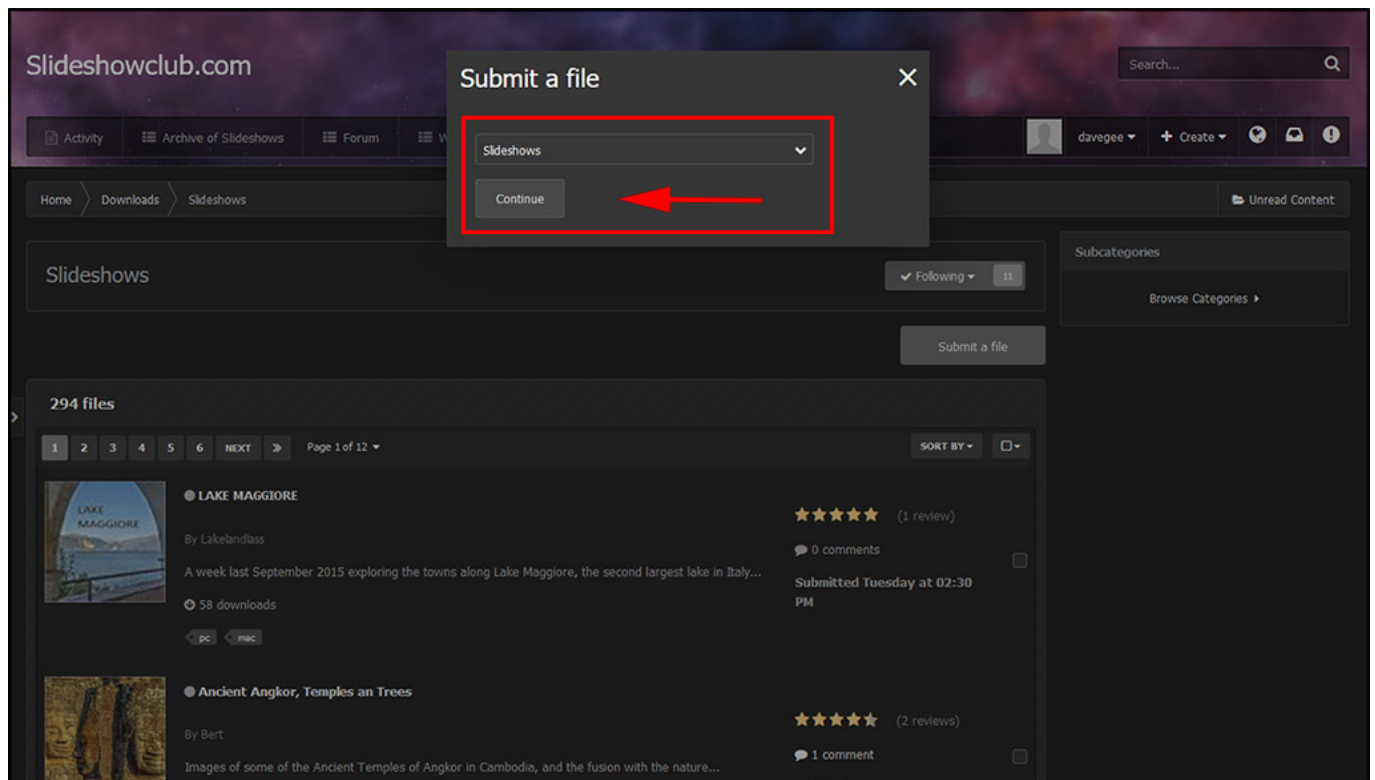 Slideshowclub.com
Submit a file
Search...
Activity
Archive of Slideshows
Forum
W
davegee
Create
Slideshows
Continue
Home
Downloads
Slideshows
Unread Content
Slideshows
Following
11
Subcategories
Browse Categories
Submit a file
294 files
1 2 3 4 5 6 NEXT
Page 1 of 12
SORT BY
LAKE
MAGGIORE
LAKE MAGGIORE
(1 review)
By Lakelandlass
0 comments
A week last September 2015 exploring the towns along Lake Maggiore, the second largest lake in Italy...
Submitted Tuesday at 02:30
PM
58 downloads
pc
mac
Ancient Angkor, Temples an Trees
(2 reviews)
By Bert
1 comment
Images of some of the Ancient Temples of Angkor in Cambodia, and the fusion with the nature...